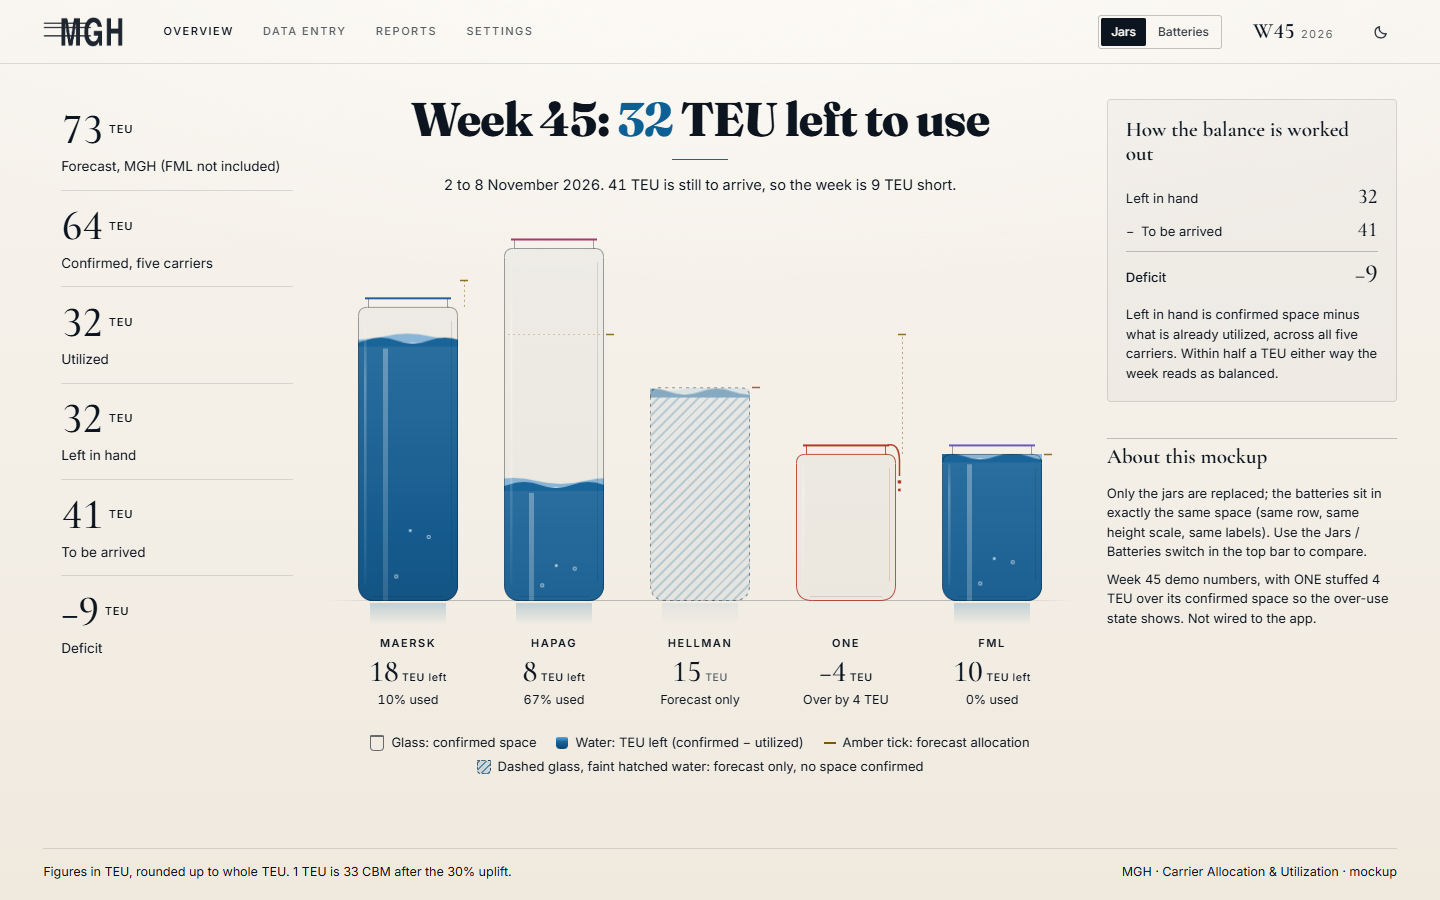 MGH
OVERVIEW
DATA ENTRY
REPORTS
SETTINGS
Jars
Batteries
W45 2026
73 TEU
Forecast, MGH (FML not included)
64 TEU
Confirmed, five carriers
32 TEU
Utilized
32 TEU
Left in hand
41 TEU
To be arrived
−9 TEU
Deficit
Week 45: 32 TEU left to use
2 to 8 November 2026. 41 TEU is still to arrive, so the week is 9 TEU short.
MAERSK
18 TEU left
10% used
HAPAG
8 TEU left
67% used
HELLMAN
15 TEU
Forecast only
ONE
−4 TEU
Over by 4 TEU
FML
10 TEU left
0% used
Glass: confirmed space
Water: TEU left (confirmed − utilized)
Amber tick: forecast allocation
Dashed glass, faint hatched water: forecast only, no space confirmed
How the balance is worked
out
Left in hand 32
− To be arrived 41
Deficit −9
Left in hand is confirmed space minus
what is already utilized, across all five
carriers. Within half a TEU either way the
week reads as balanced.
About this mockup
Only the jars are replaced; the batteries sit in
exactly the same space (same row, same
height scale, same labels). Use the Jars /
Batteries switch in the top bar to compare.
Week 45 demo numbers, with ONE stuffed 4
TEU over its confirmed space so the over-use
state shows. Not wired to the app.
Figures in TEU, rounded up to whole TEU. 1 TEU is 33 CBM after the 30% uplift.
MGH · Carrier Allocation & Utilization · mockup